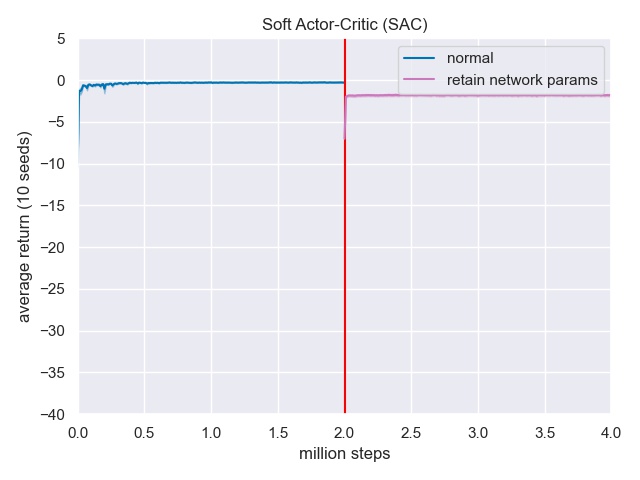 Soft Actor-Critic (SAC)
normal
retain network params
average return (10 seeds)
5
0
−5
−10
−15
−20
−25
−30
−35
−40
0.0 0.5 1.0 1.5 2.0 2.5 3.0 3.5 4.0
million steps